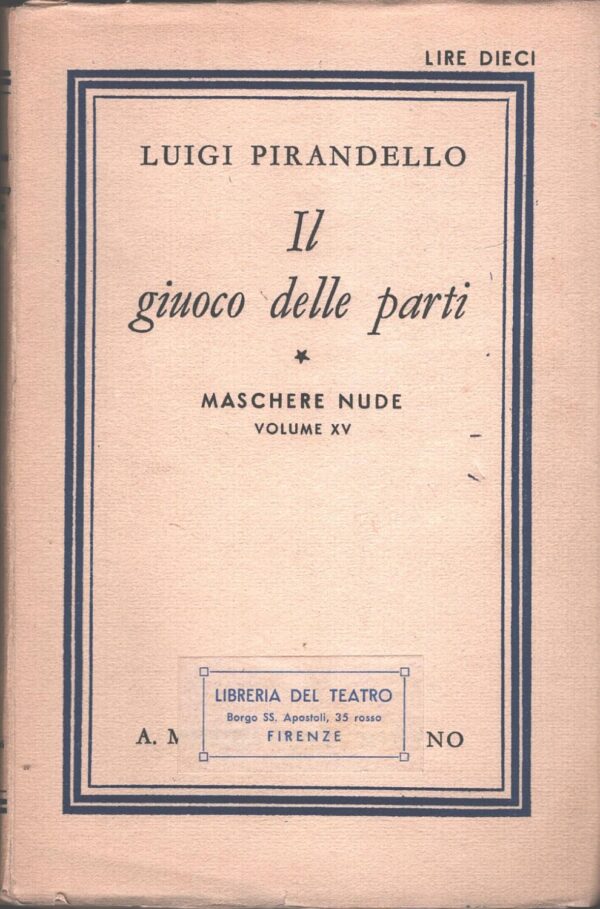 LIRE DIECI
LUIGI PIRANDELLO
Il
giuoco delle parti
MASCHERE NUDE
VOLUME XV
LIBRERIA DEL TEATRO
Borgo SS. Apostoli, 35 rosso
FIRENZE
A. M NO